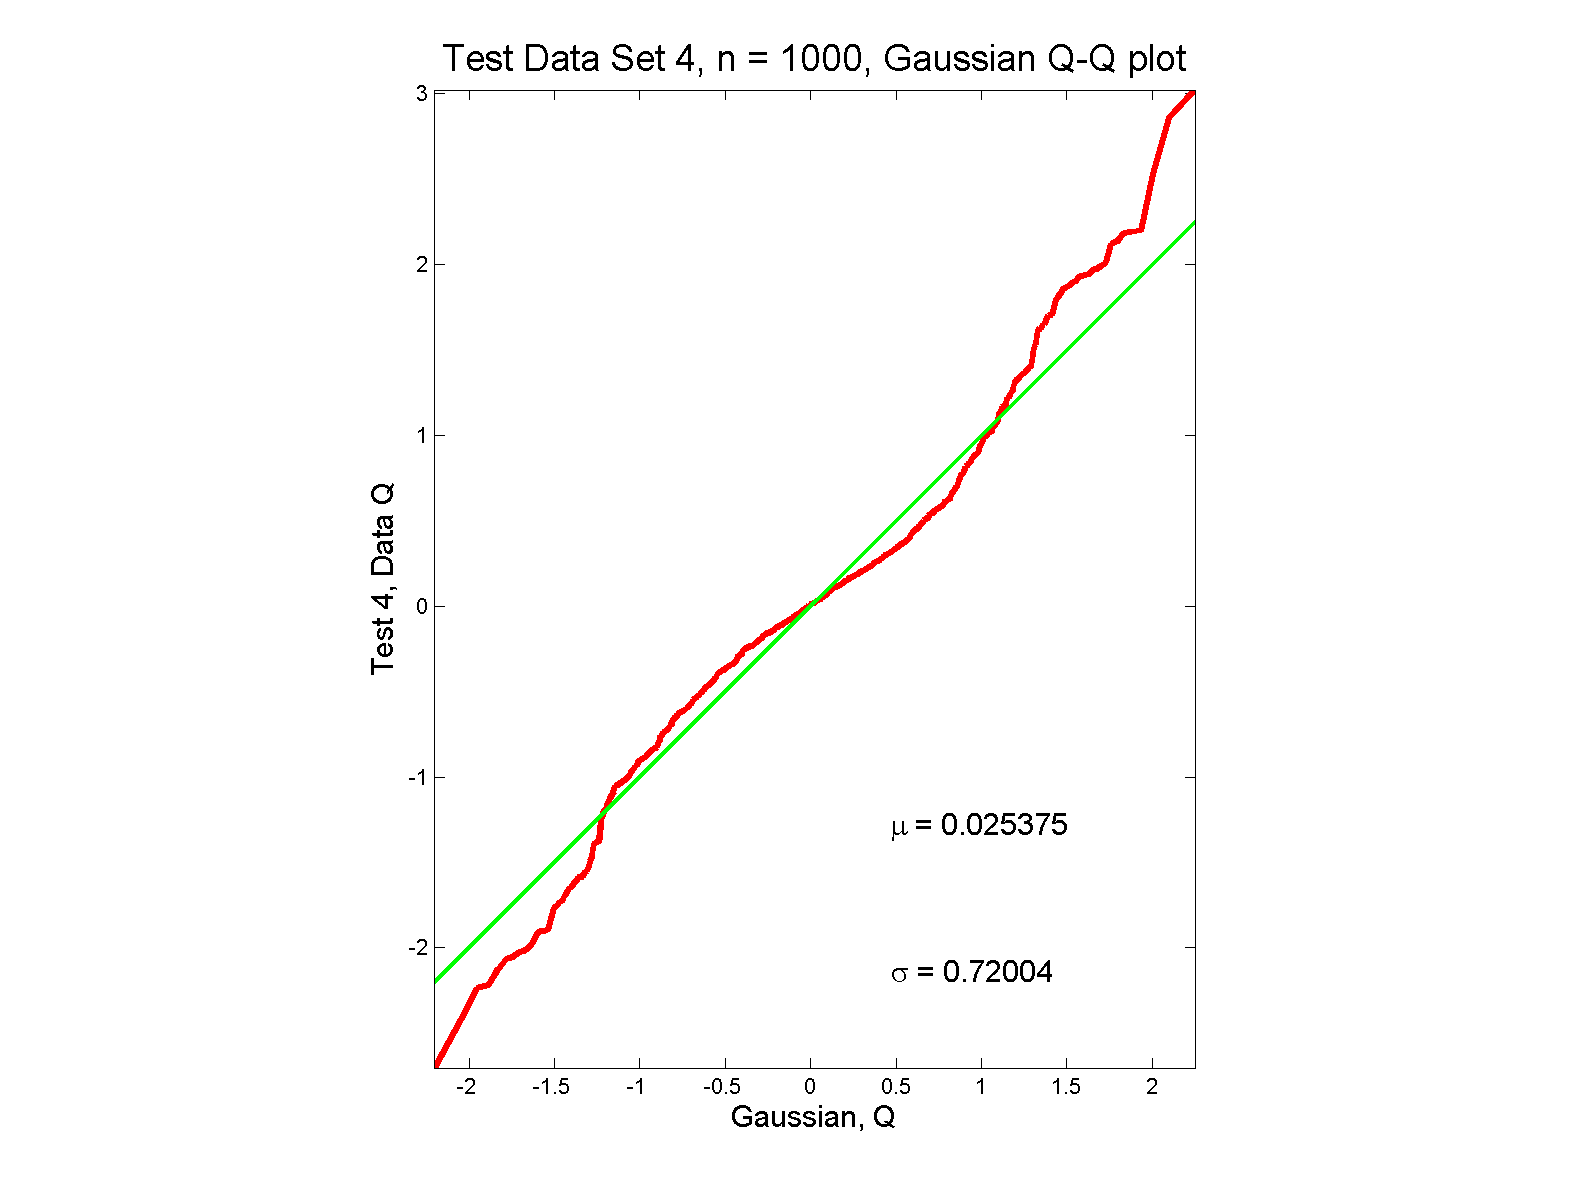 Test Data Set 4, n = 1000, Gaussian Q-Q plot
3
2
1
0
-1
-2
Test 4, Data Q
μ = 0.025375
σ = 0.72004
-2 -1.5 -1 -0.5 0 0.5 1 1.5 2
Gaussian, Q